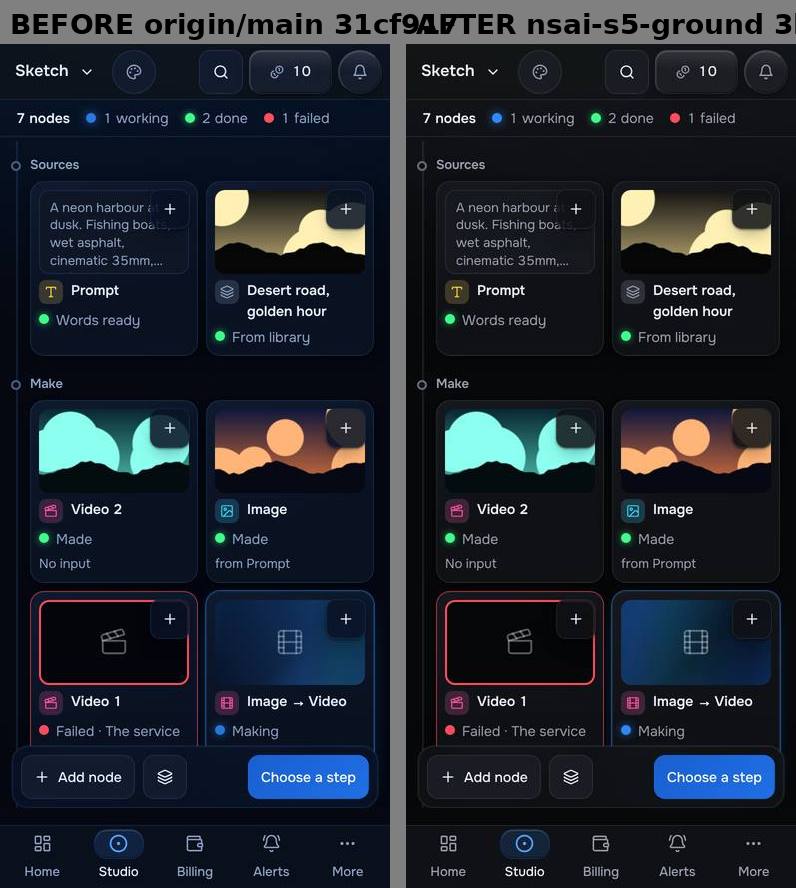 BEFORE origin/main
AFTER nsai-s5-ground
Sketch
10
7 nodes 1 working 2 done 1 failed
Sources
A neon harbour at
dusk. Fishing boats,
wet asphalt,
cinematic 35mm,...
Prompt
Words ready
Desert road,
golden hour
From library
Make
Video 2
Made
No input
Image
Made
from Prompt
Video 1
Failed · The service
Image → Video
Making
Add node
Choose a step
Home
Studio
Billing
Alerts
More
Sketch
10
7 nodes 1 working 2 done 1 failed
Sources
A neon harbour at
dusk. Fishing boats,
wet asphalt,
cinematic 35mm,...
Prompt
Words ready
Desert road,
golden hour
From library
Make
Video 2
Made
No input
Image
Made
from Prompt
Video 1
Failed · The service
Image → Video
Making
Add node
Choose a step
Home
Studio
Billing
Alerts
More